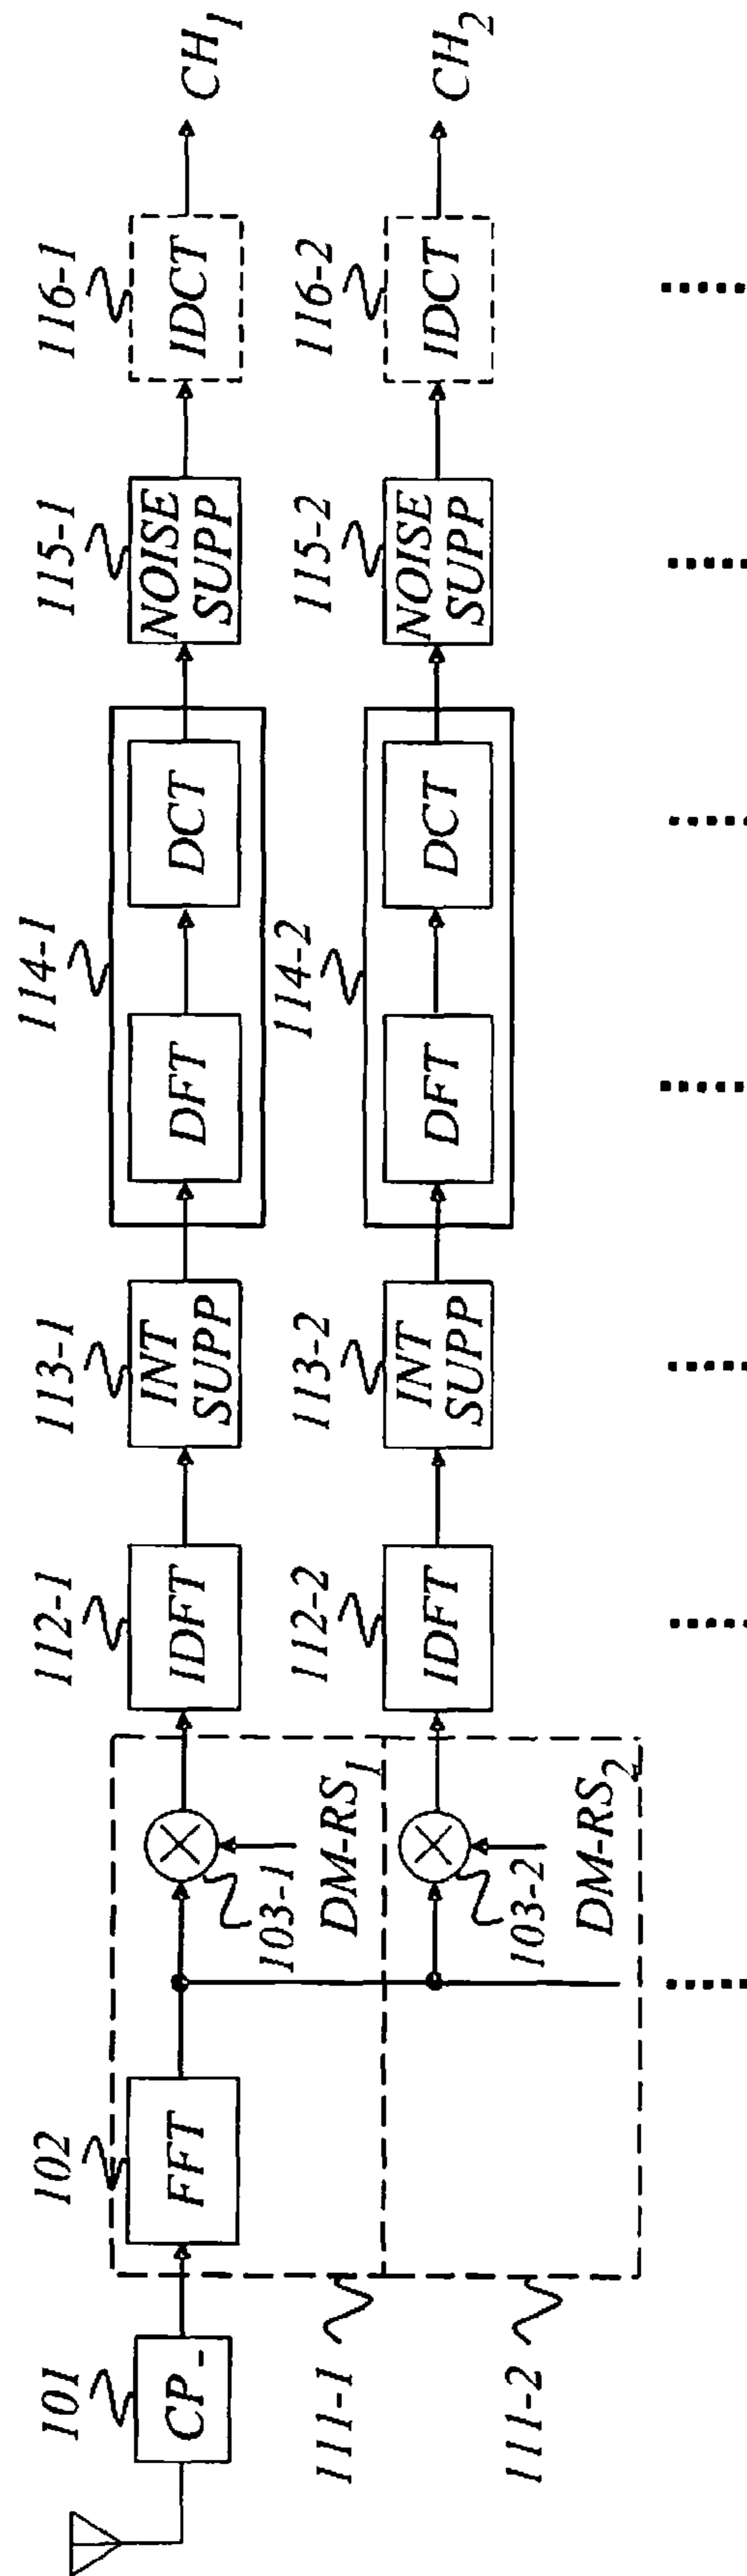 101
CP-
102
FFT
103-1
DM-RS1
111-1
112-1
IDFT
113-1
INT
SUPP
114-1
DFT
DCT
115-1
NOISE
SUPP
116-1
IDCT
CH1
103-2
DM-RS2
111-2
112-2
IDFT
113-2
INT
SUPP
114-2
DFT
DCT
115-2
NOISE
SUPP
116-2
IDCT
CH2